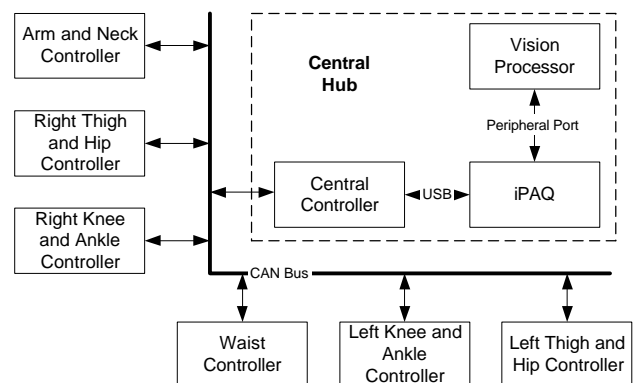 Arm and Neck
Controller
Right Thigh
and Hip
Controller
Right Knee
and Ankle
Controller
Central
Hub
Vision
Processor
Peripheral Port
Central
Controller
USB
iPAQ
CAN Bus
Waist
Controller
Left Knee and
Ankle
Controller
Left Thigh and
Hip Controller